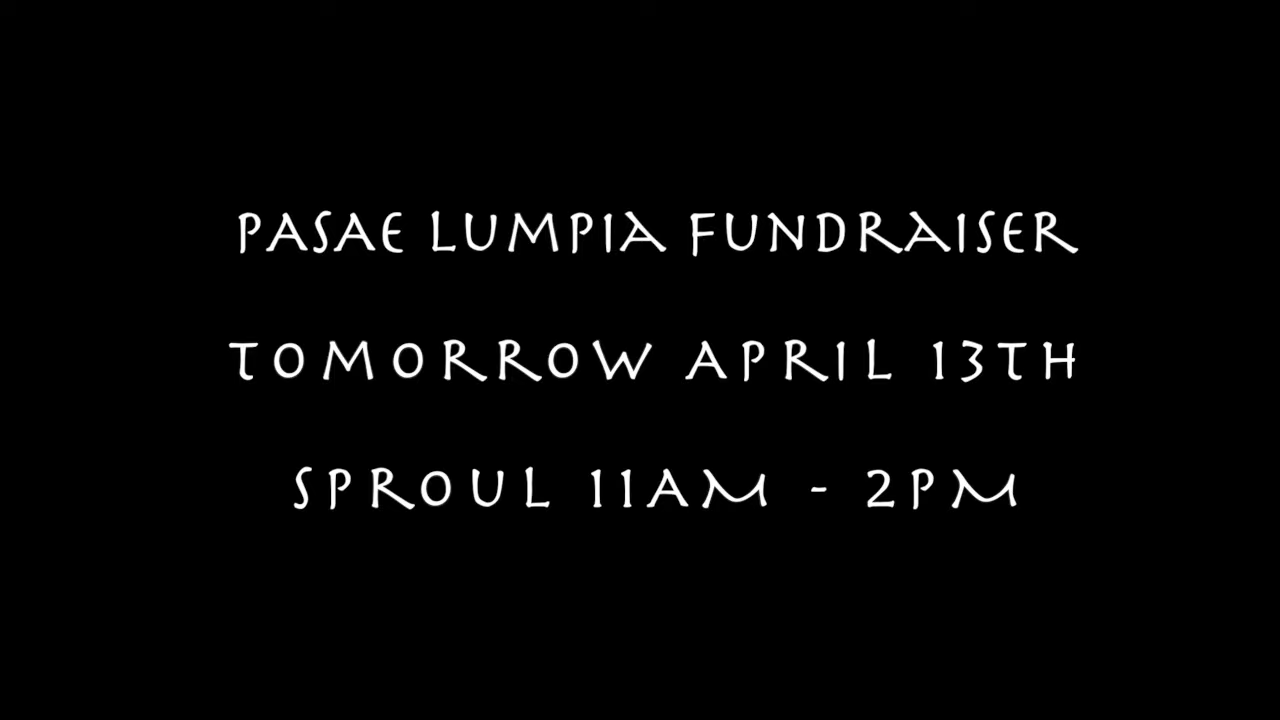 PASAE LUMPIA FUNDRAISER
TOMORROW APRIL 13TH
SPROUL 11AM - 2PM